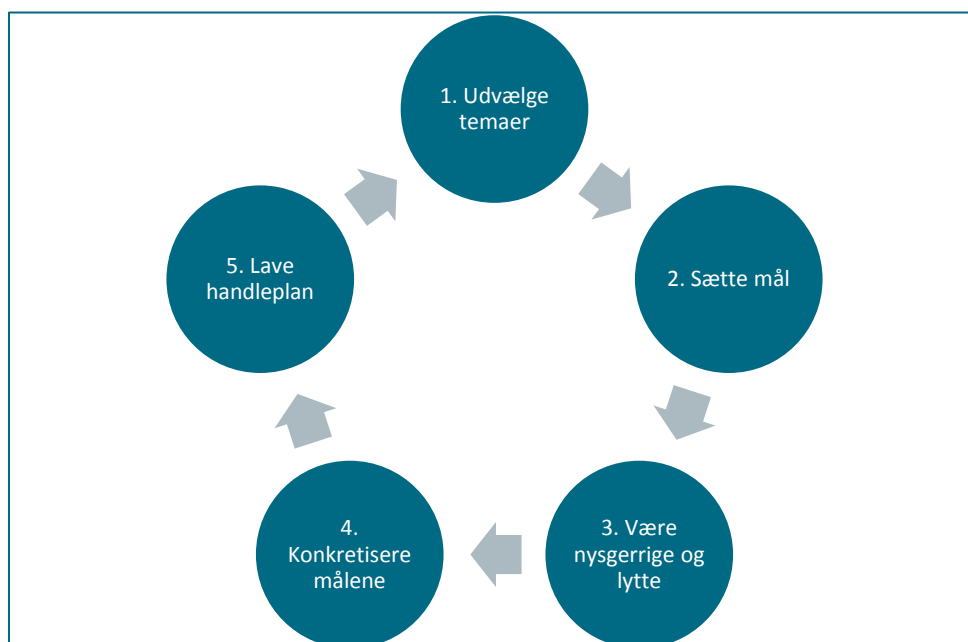 1. Udvælge
temaer
2. Sætte mål
3. Være
nysgerrige og
lytte
4.
Konkretisere
målene
5. Lave
handleplan